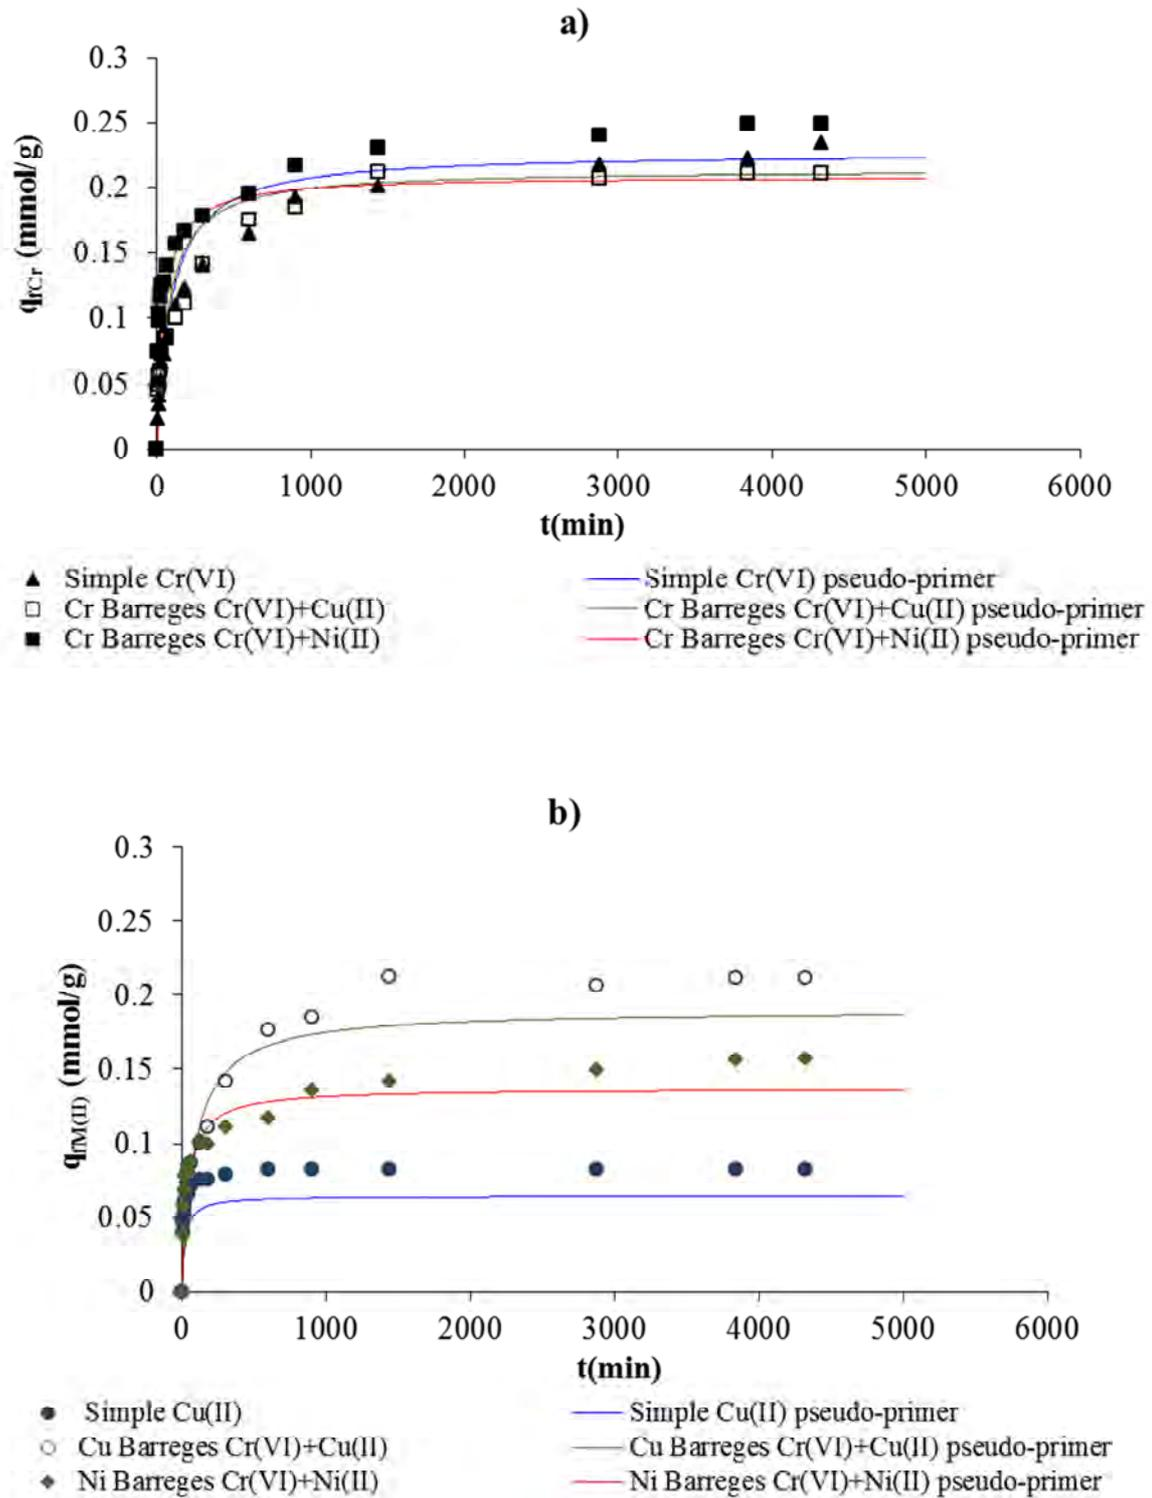 a)
0.3
0.25
0.2
0.15
0.1
0.05
0
qfCr (mmol/g)
0 1000 2000 3000 4000 5000 6000
t(min)
Simple Cr(VI)
Simple Cr(VI) pseudo-primer
Cr Barreges Cr(VI)+Cu(II)
Cr Barreges Cr(VI)+Cu(II) pseudo-primer
Cr Barreges Cr(VI)+Ni(II)
Cr Barreges Cr(VI)+Ni(II) pseudo-primer
b)
0.3
0.25
0.2
0.15
0.1
0.05
0
qfM(II) (mmol/g)
0 1000 2000 3000 4000 5000 6000
t(min)
Simple Cu(II)
Simple Cu(II) pseudo-primer
Cu Barreges Cr(VI)+Cu(II)
Cu Barreges Cr(VI)+Cu(II) pseudo-primer
Ni Barreges Cr(VI)+Ni(II)
Ni Barreges Cr(VI)+Ni(II) pseudo-primer